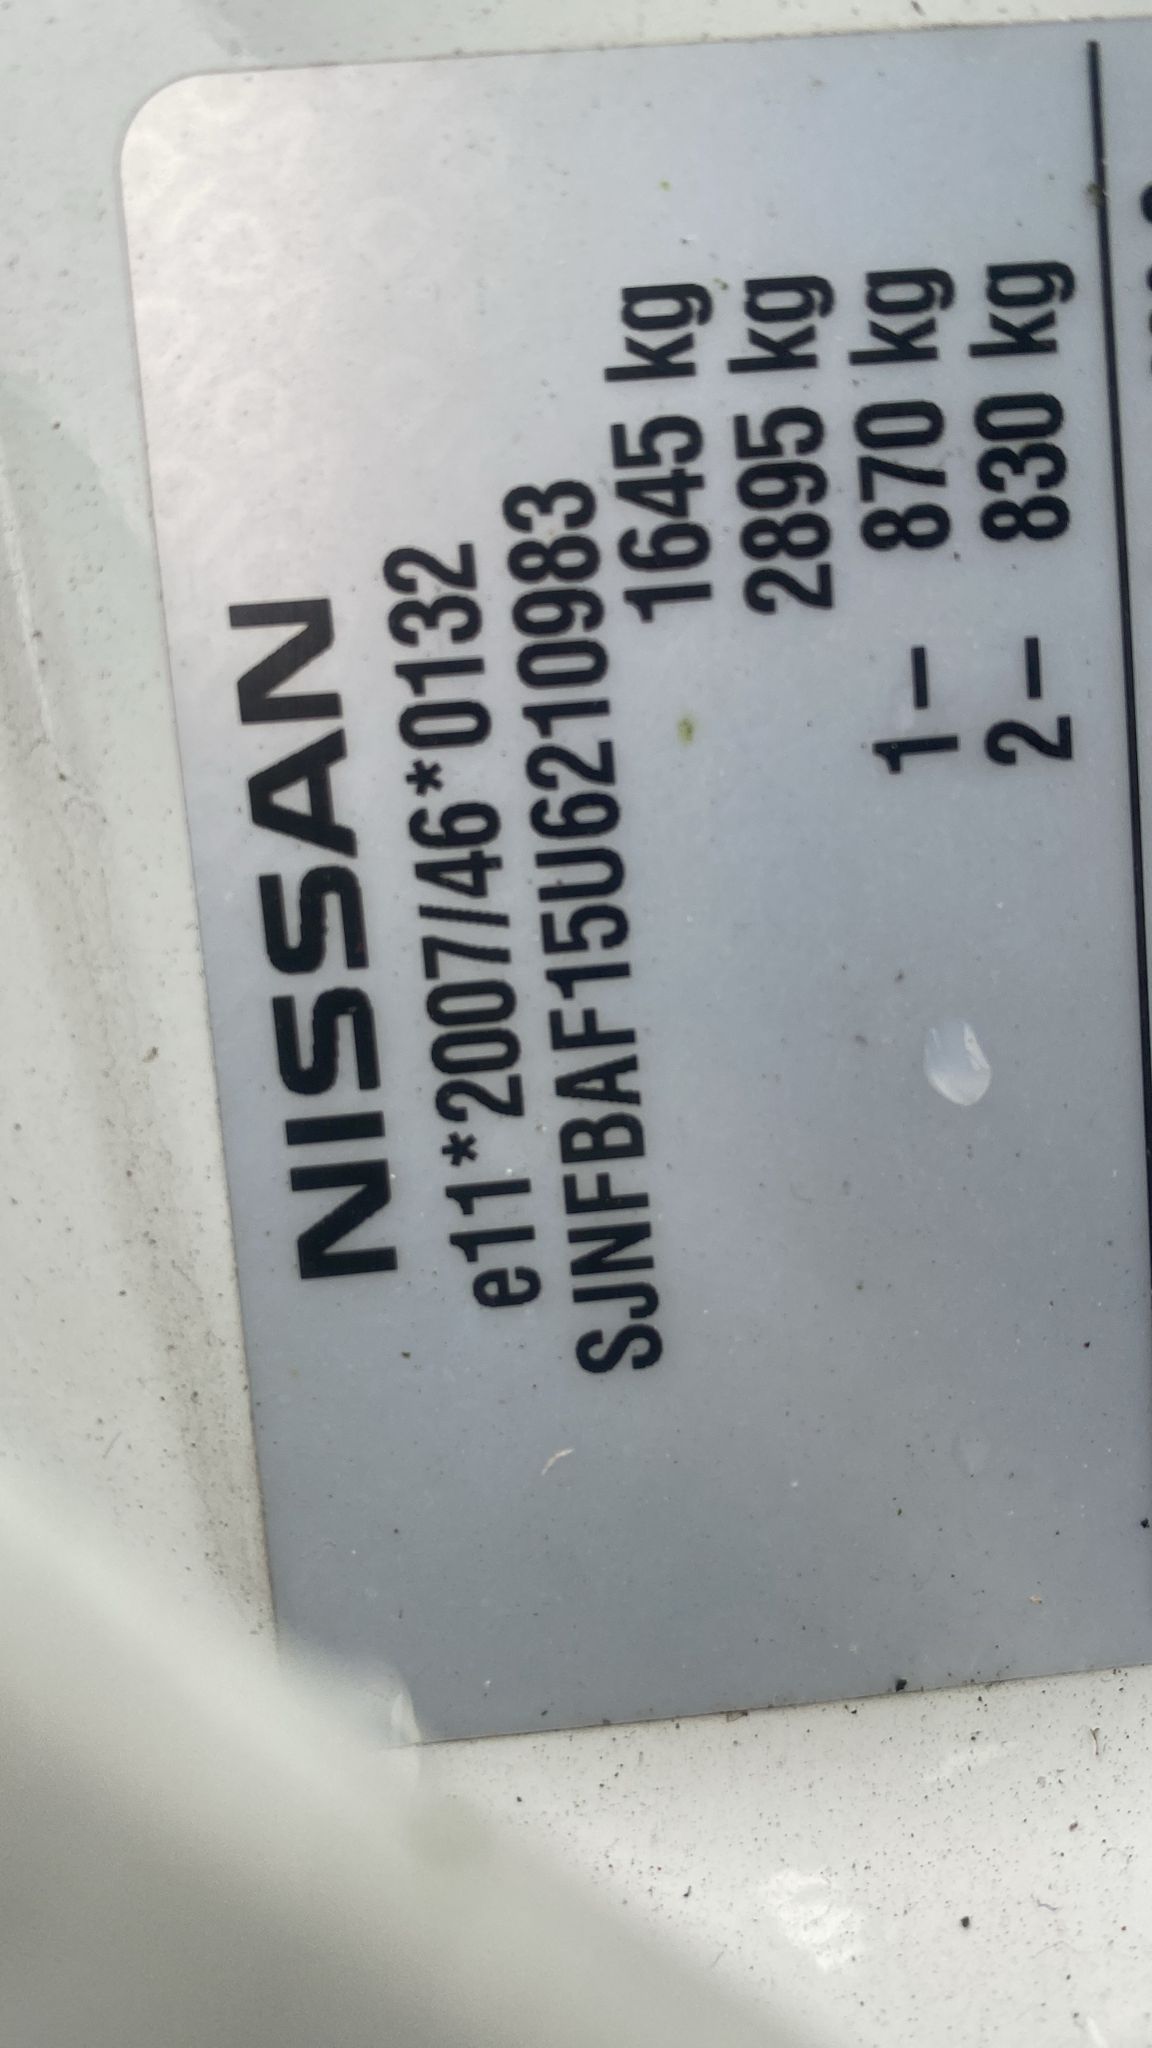 NISSAN
e11*2007/46*0132
SJNFBAF15U6210983
1645 kg
2895 kg
1- 870 kg
2- 830 kg